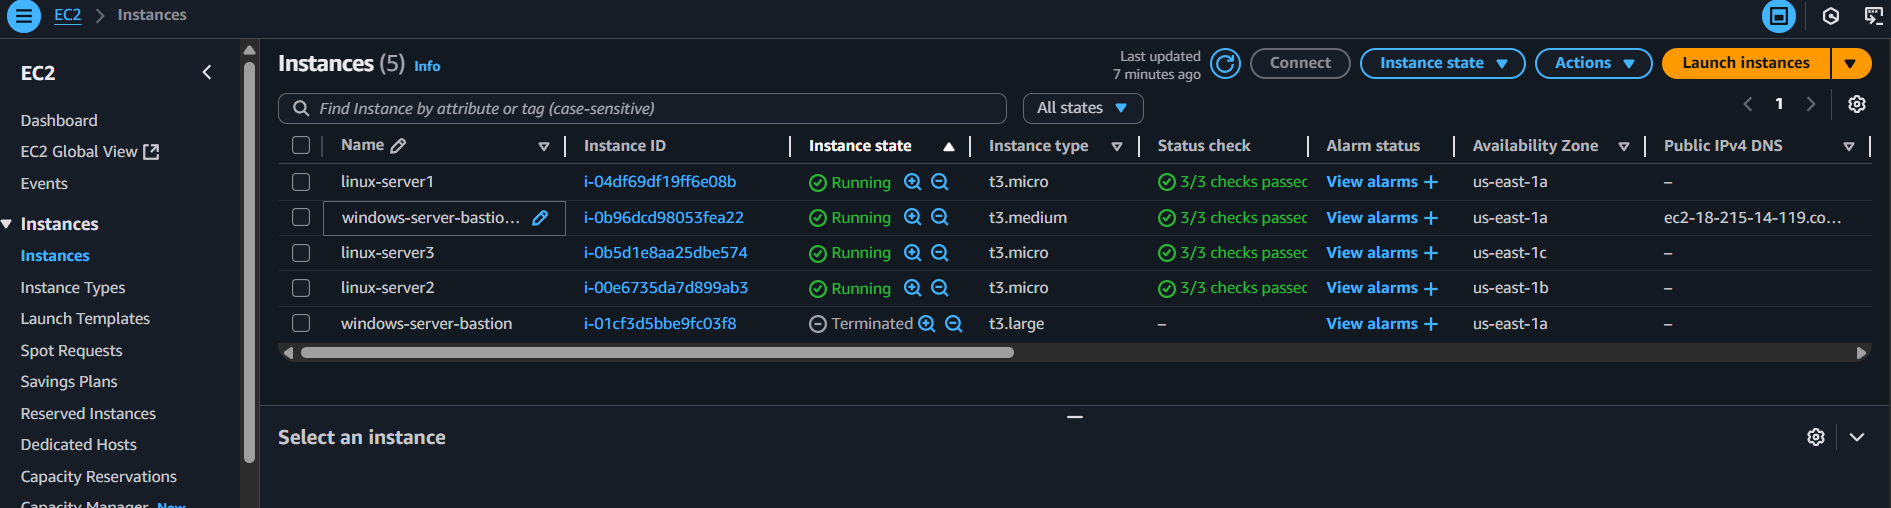 EC2 > Instances
EC2
Dashboard
EC2 Global View
Events
Instances
Instances
Instance Types
Launch Templates
Spot Requests
Savings Plans
Reserved Instances
Dedicated Hosts
Capacity Reservations
Capacity Manager New
Instances (5) Info
Last updated
7 minutes ago
Connect
Instance state
Actions
Launch instances
Find Instance by attribute or tag (case-sensitive)
All states
1
Name Instance ID Instance state Instance type Status check Alarm status Availability Zone Public IPv4 DNS
linux-server1 i-04df69df19ff6e08b Running t3.micro 3/3 checks passec View alarms + us-east-1a –
windows-server-bastio... i-0b96dcd98053fea22 Running t3.medium 3/3 checks passec View alarms + us-east-1a ec2-18-215-14-119.co...
linux-server3 i-0b5d1e8aa25dbe574 Running t3.micro 3/3 checks passec View alarms + us-east-1c –
linux-server2 i-00e6735da7d899ab3 Running t3.micro 3/3 checks passec View alarms + us-east-1b –
windows-server-bastion i-01cf3d5bbe9fc03f8 Terminated t3.large – View alarms + us-east-1a –
Select an instance